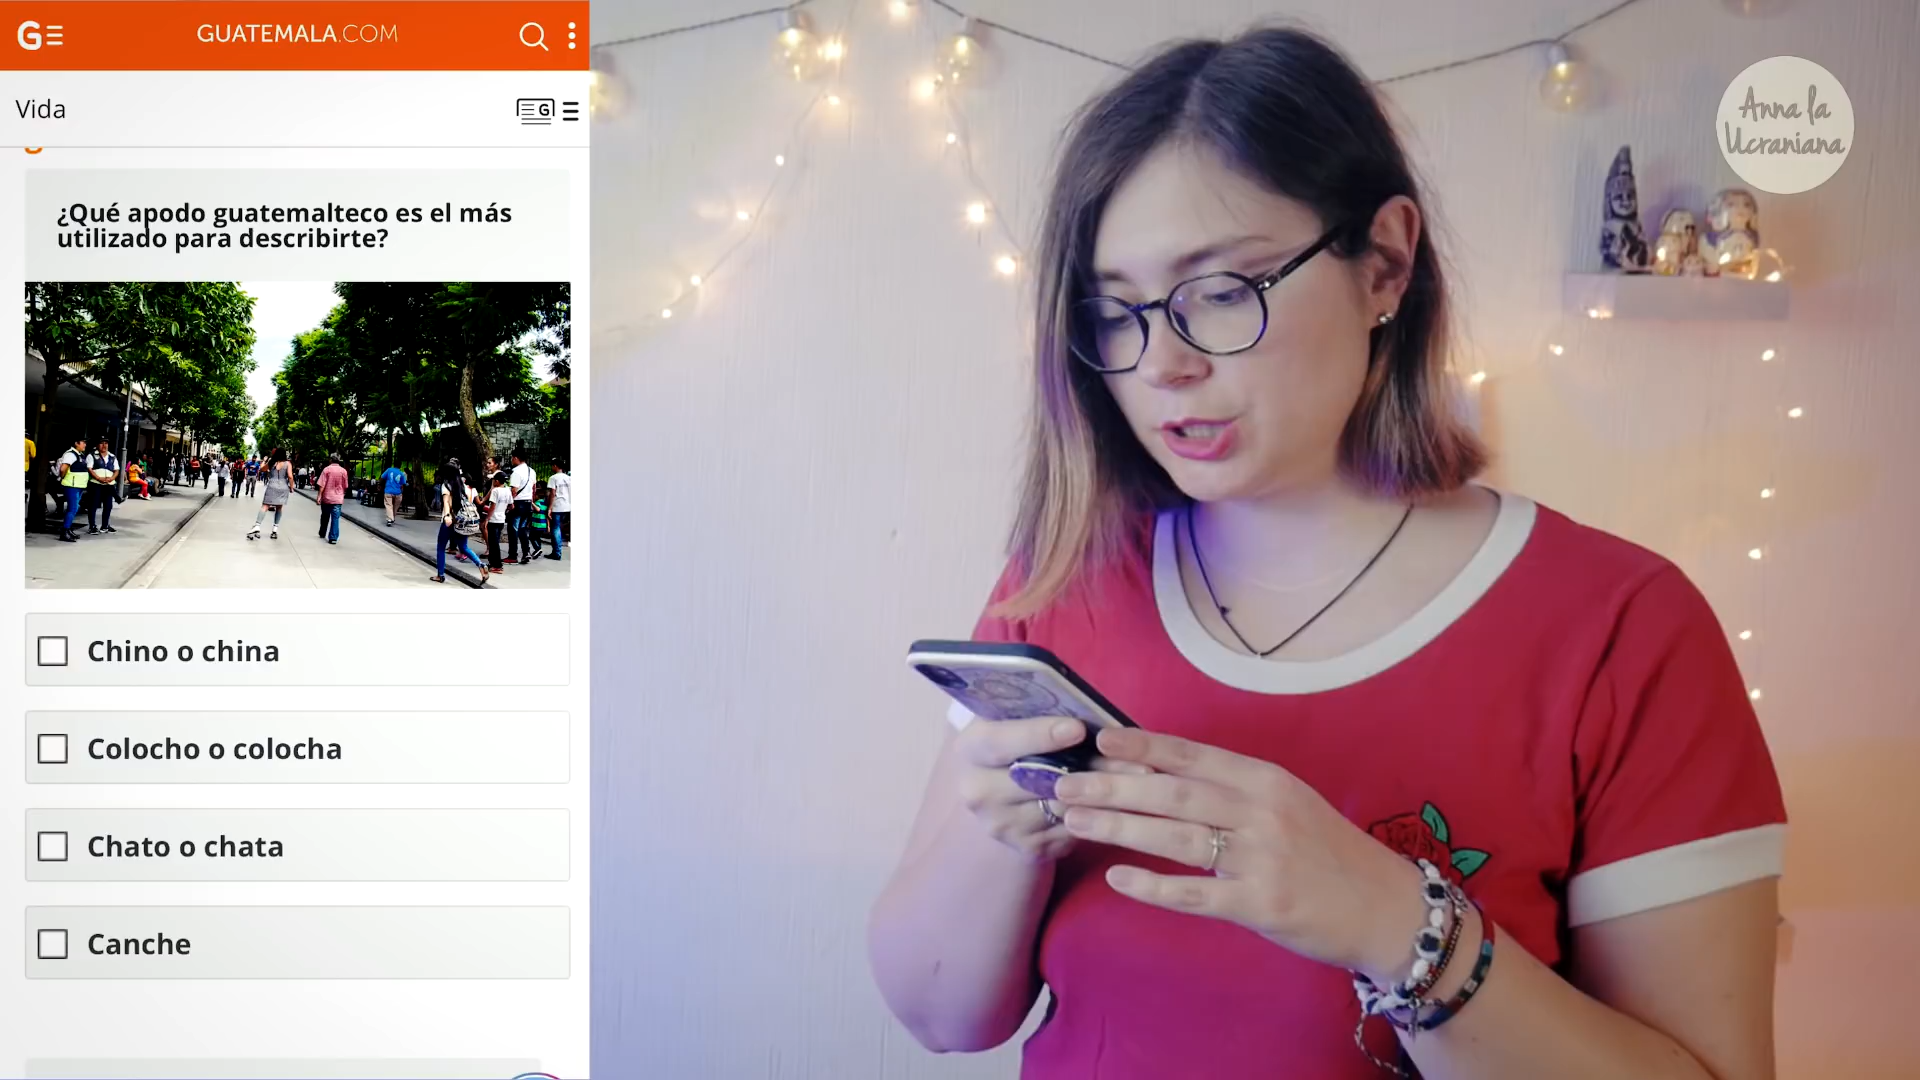 G
GUATEMALA.COM
Vida
G
¿Qué apodo guatemalteco es el más
utilizado para describirte?
Chino o china
Colocho o colocha
Chato o chata
Canche
Anna la
Ucraniana